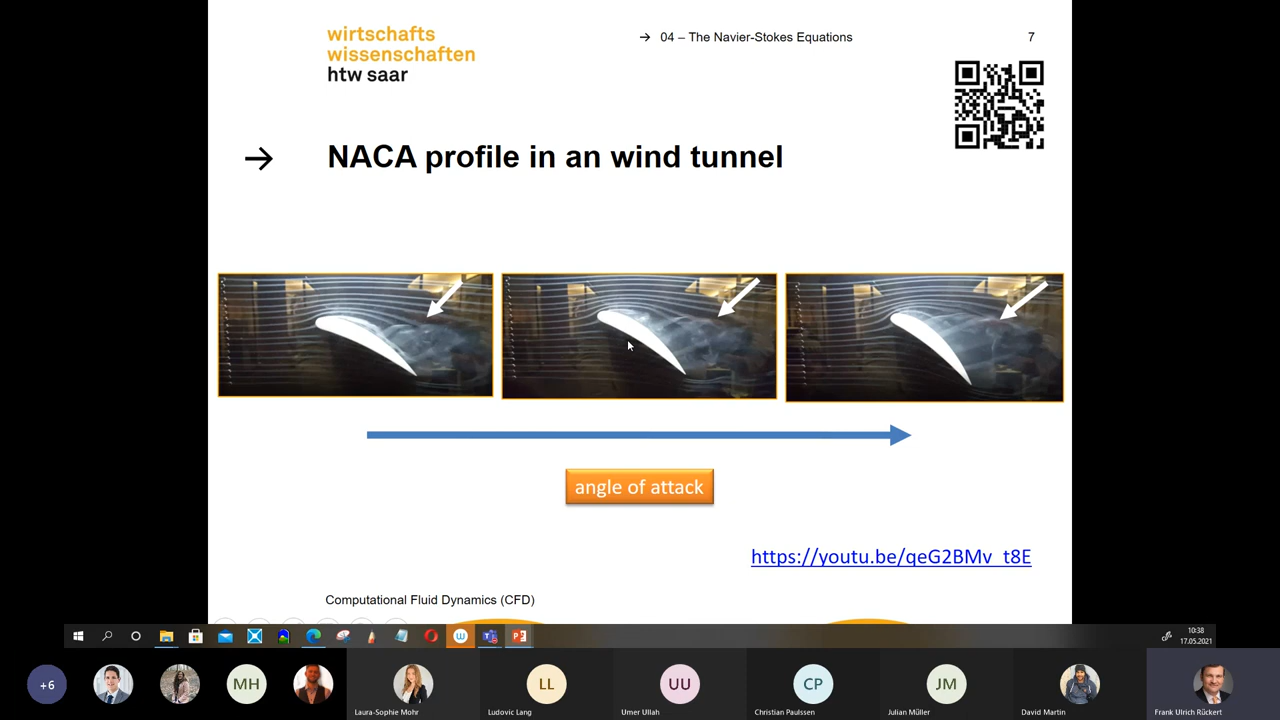 wirtschafts
wissenschaften
htw saar
→ 04 – The Navier-Stokes Equations
7
→ NACA profile in an wind tunnel
angle of attack
https://youtu.be/qeG2BMv_t8E
Computational Fluid Dynamics (CFD)
10:38
17.05.2021
+6
MH
LL
UU
CP
JM
Laura-Sophie Mohr
Ludovic Lang
Umer Ullah
Christian Paulssen
Julian Müller
David Martin
Frank Ulrich Rückert